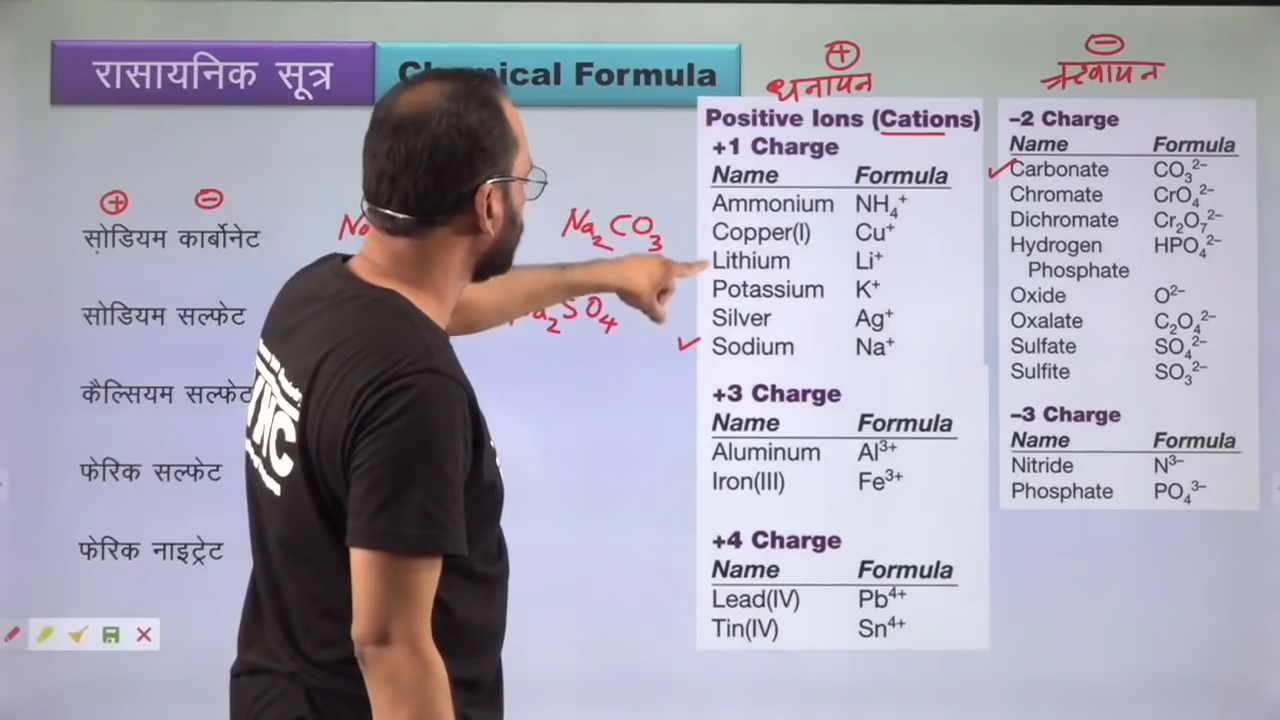 रासायनिक सूत्र
Chemical Formula
⊕
धनायन
⊖
ऋणायन
⊕ ⊖
सोडियम कार्बोनेट
Na₂CO₃
सोडियम सल्फेट
SO₄
कैल्सियम सल्फेट
फेरिक सल्फेट
फेरिक नाइट्रेट
Positive Ions (Cations)
+1 Charge
Name Formula
Ammonium NH₄⁺
Copper(I) Cu⁺
Lithium Li⁺
Potassium K⁺
Silver Ag⁺
✓ Sodium Na⁺
+3 Charge
Name Formula
Aluminum Al³⁺
Iron(III) Fe³⁺
+4 Charge
Name Formula
Lead(IV) Pb⁴⁺
Tin(IV) Sn⁴⁺
–2 Charge
Name Formula
✓ Carbonate CO₃²⁻
Chromate CrO₄²⁻
Dichromate Cr₂O₇²⁻
Hydrogen HPO₄²⁻
Phosphate
Oxide O²⁻
Oxalate C₂O₄²⁻
Sulfate SO₄²⁻
Sulfite SO₃²⁻
–3 Charge
Name Formula
Nitride N³⁻
Phosphate PO₄³⁻